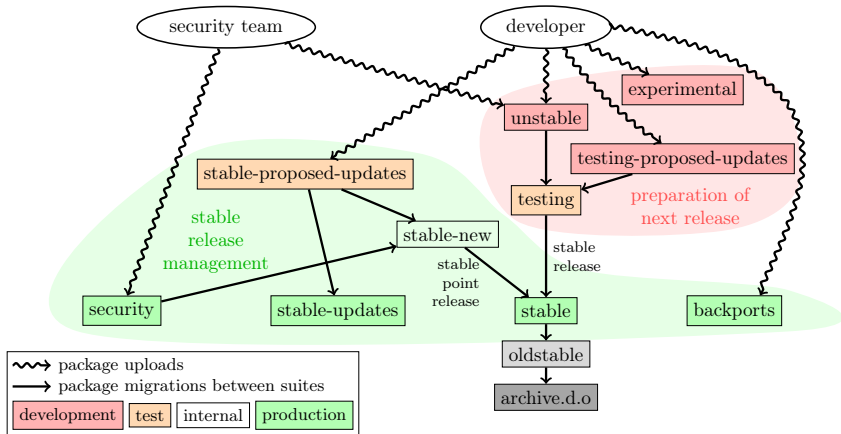 security team
developer
experimental
unstable
testing-proposed-updates
stable-proposed-updates
testing
preparation of
next release
stable
release
management
stable-new
stable
release
stable
point
release
security
stable-updates
stable
backports
oldstable
archive.d.o
package uploads
package migrations between suites
development
test
internal
production